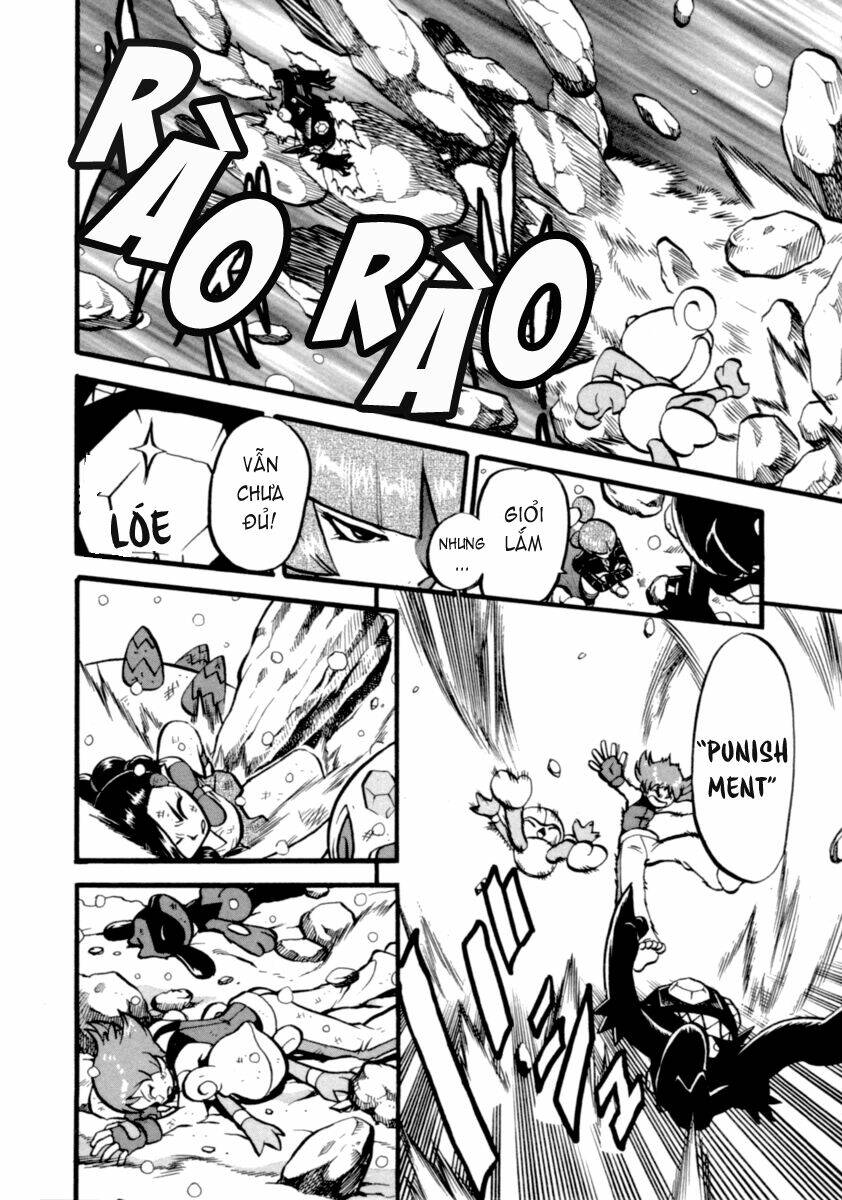 RÀO RÀO
GIỎI
LẮM
NHƯNG
...
VẪN
CHƯA
ĐỦ!
LÓE
“PUNISH
MENT”